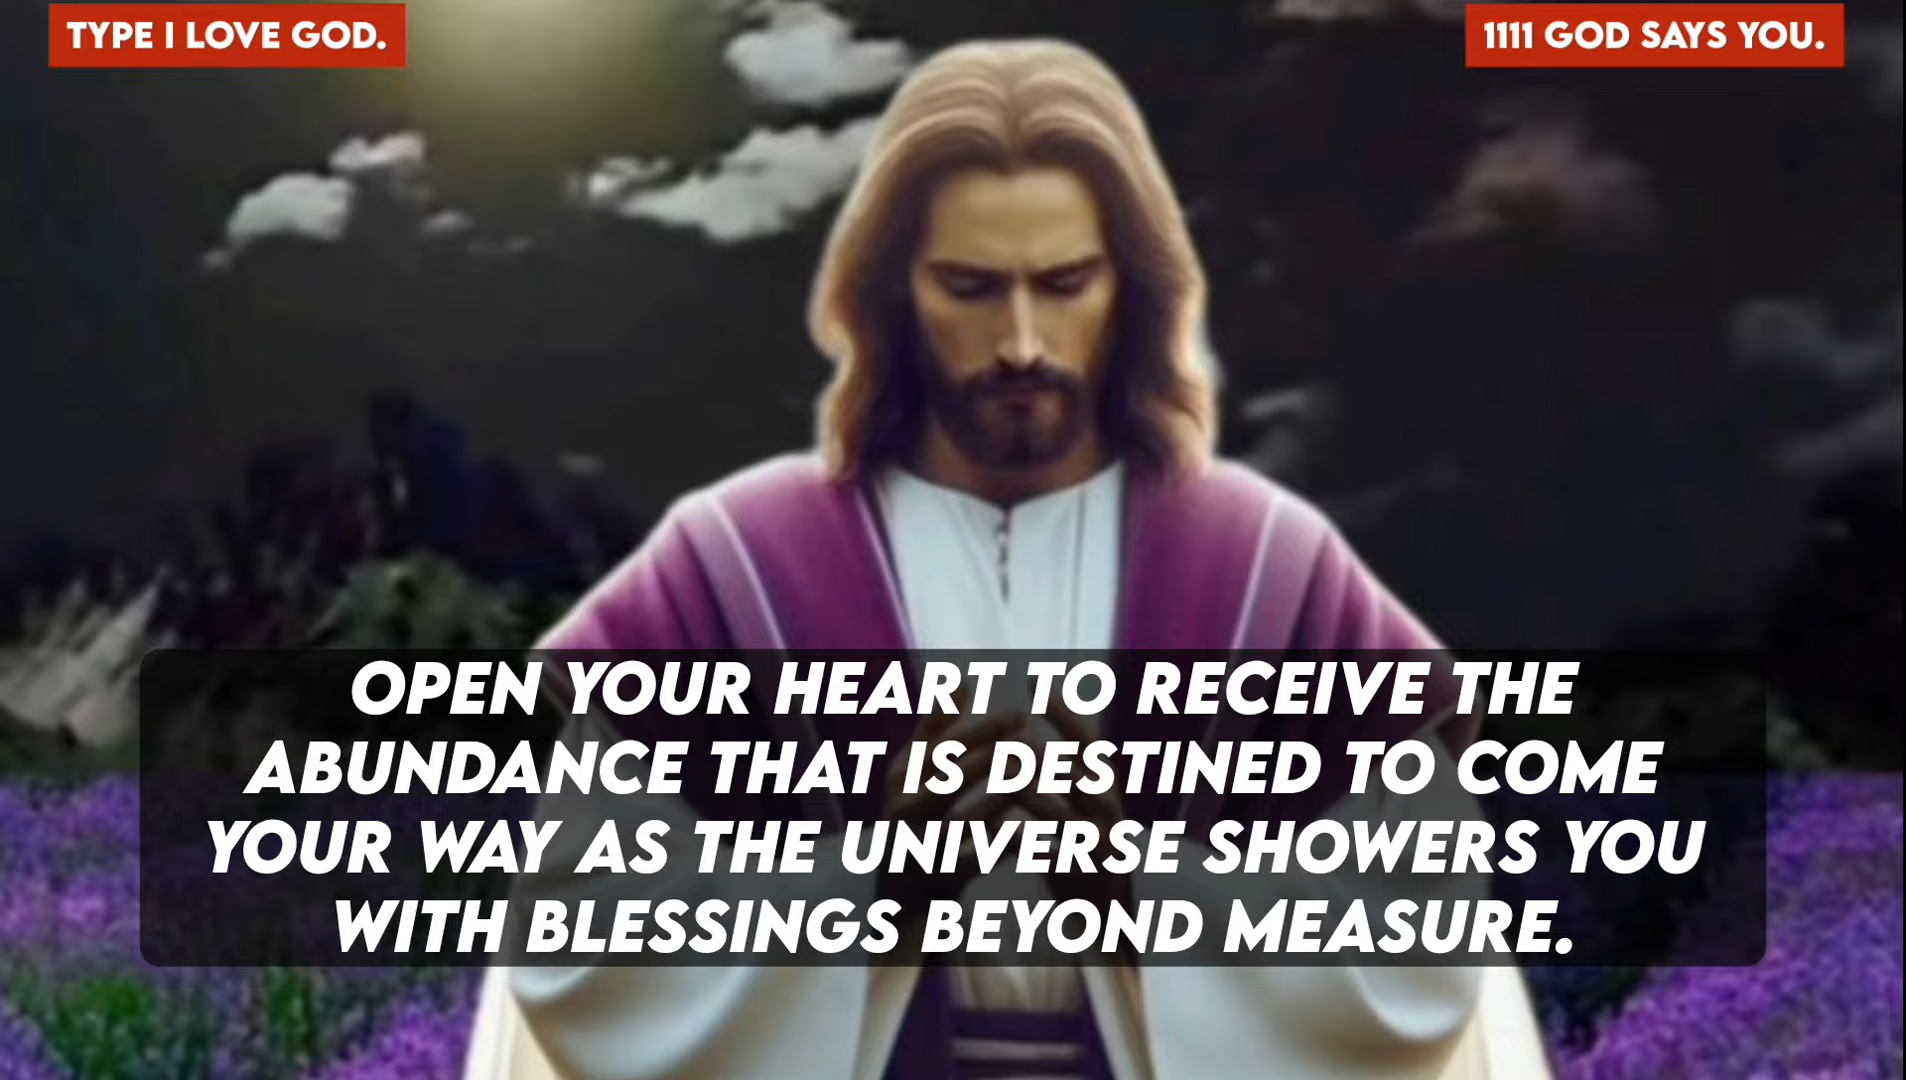 TYPE I LOVE GOD.
1111 GOD SAYS YOU.
OPEN YOUR HEART TO RECEIVE THE
ABUNDANCE THAT IS DESTINED TO COME
YOUR WAY AS THE UNIVERSE SHOWERS YOU
WITH BLESSINGS BEYOND MEASURE.